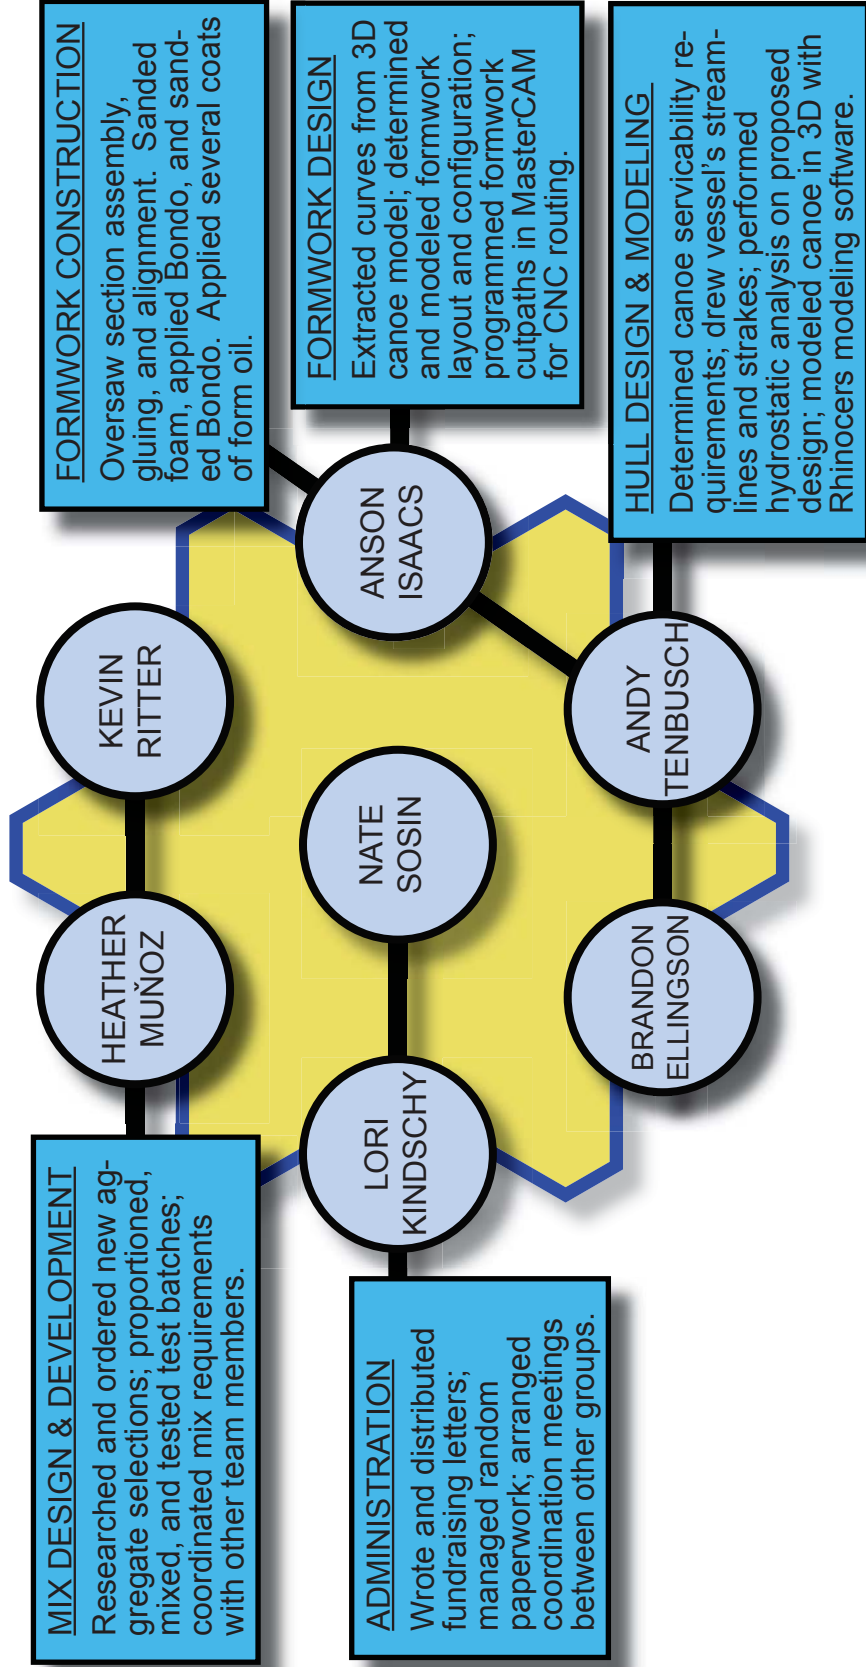 MIX DESIGN & DEVELOPMENT
Researched and ordered new ag-
gregate selections; proportioned,
mixed, and tested test batches;
coordinated mix requirements
with other team members.
HEATHER
MUÑOZ
KEVIN
RITTER
FORMWORK CONSTRUCTION
Oversaw section assembly,
gluing, and alignment. Sanded
foam, applied Bondo, and sand-
ed Bondo. Applied several coats
of form oil.
ADMINISTRATION
Wrote and distributed
fundraising letters;
managed random
paperwork; arranged
coordination meetings
between other groups.
LORI
KINDSCHY
NATE
SOSIN
ANSON
ISAACS
FORMWORK DESIGN
Extracted curves from 3D
canoe model; determined
and modeled formwork
layout and configuration;
programmed formwork
cutpaths in MasterCAM
for CNC routing.
BRANDON
ELLINGSON
ANDY
TENBUSCH
HULL DESIGN & MODELING
Determined canoe servicability re-
quirements; drew vessel's stream-
lines and strakes; performed
hydrostatic analysis on proposed
design; modeled canoe in 3D with
Rhinocers modeling software.